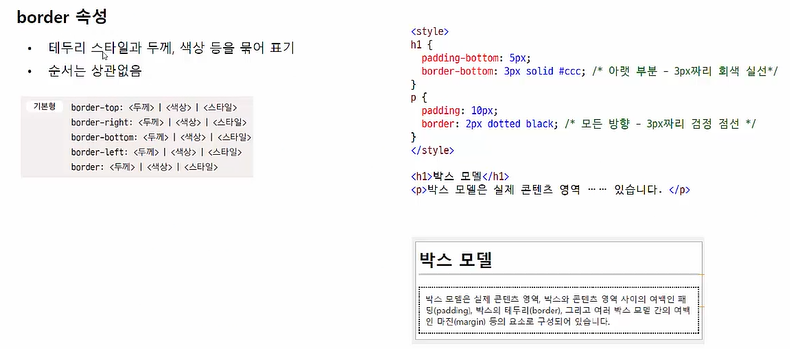 border 속성
• 테두리 스타일과 두께, 색상 등을 묶어 표기
• 순서는 상관없음
기본형
border-top: <두께> | <색상> | <스타일>
border-right: <두께> | <색상> | <스타일>
border-bottom: <두께> | <색상> | <스타일>
border-left: <두께> | <색상> | <스타일>
border: <두께> | <색상> | <스타일>
<style>
h1 {
padding-bottom: 5px;
border-bottom: 3px solid #ccc; /* 아랫 부분 – 3px짜리 회색 실선*/
}
p {
padding: 10px;
border: 2px dotted black; /* 모든 방향 – 3px짜리 검정 점선 */
}
</style>
<h1>박스 모델</h1>
<p>박스 모델은 실제 콘텐츠 영역 …… 있습니다. </p>
박스 모델
박스 모델은 실제 콘텐츠 영역, 박스와 콘텐츠 영역 사이의 여백인 패
딩(padding), 박스의 테두리(border), 그리고 여러 박스 모델 간의 여백
인 마진(margin) 등의 요소로 구성되어 있습니다.